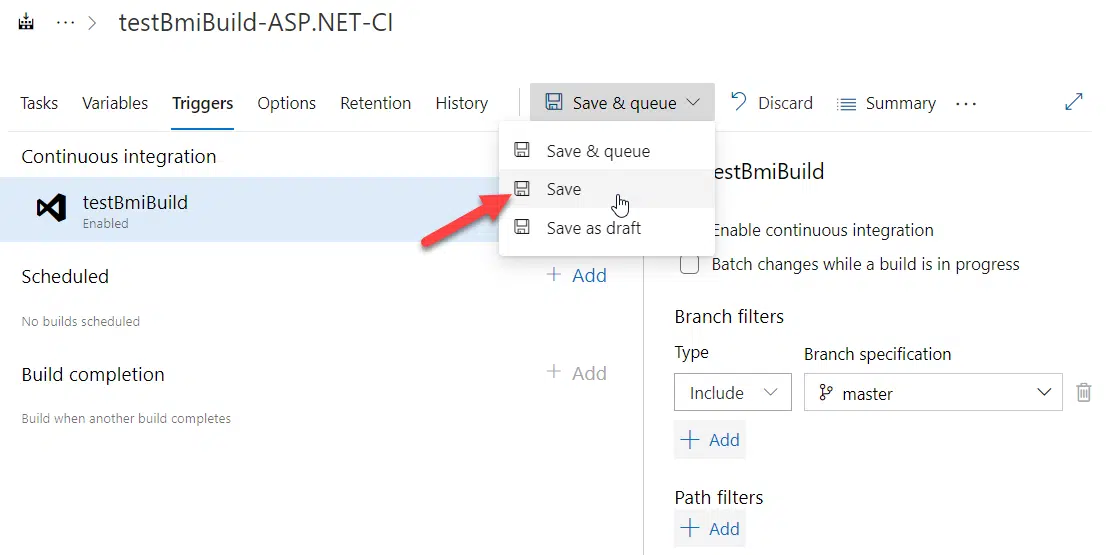 ··· > testBmiBuild-ASP.NET-CI
Tasks Variables Triggers Options Retention History Save & queue Discard Summary ···
Continuous integration
testBmiBuild
Enabled
Scheduled
+ Add
No builds scheduled
Build completion
+ Add
Build when another build completes
Save & queue
Save
Save as draft
estBmiBuild
Enable continuous integration
Batch changes while a build is in progress
Branch filters
Type Branch specification
Include master
+ Add
Path filters
+ Add